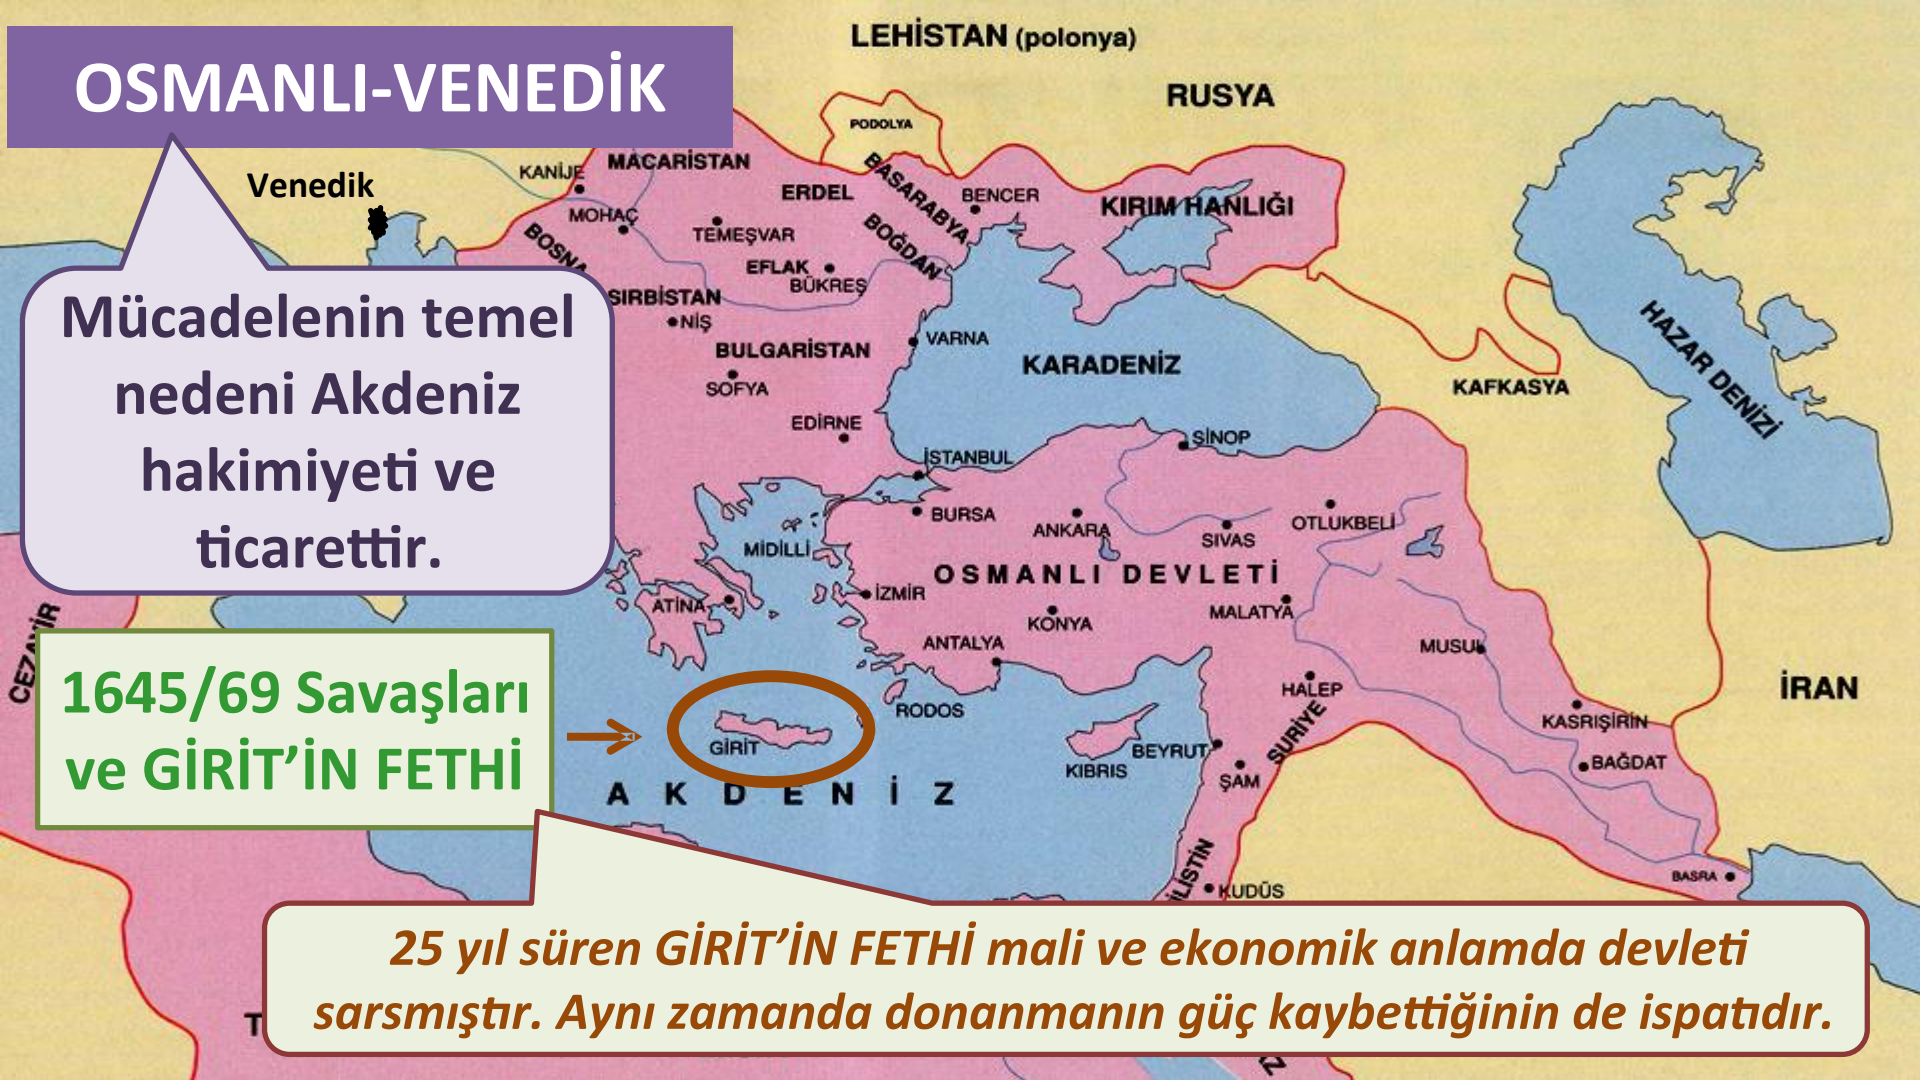 OSMANLI-VENEDİK
Mücadelenin temel
nedeni Akdeniz
hakimiyeti ve
ticarettir.
1645/69 Savaşları
ve GİRİT’İN FETHİ
25 yıl süren GİRİT’İN FETHİ mali ve ekonomik anlamda devleti
sarsmıştır. Aynı zamanda donanmanın güç kaybettiğinin de ispatıdır.
LEHİSTAN (polonya)
RUSYA
PODOLYA
Venedik
KANİJE
MACARİSTAN
ERDEL
BASARABYA
BENCER
KIRIM HANLIĞI
MOHAÇ
TEMEŞVAR
BOĞDAN
BOSNA
EFLAK
BÜKREŞ
SIRBİSTAN
NİŞ
BULGARİSTAN
VARNA
SOFYA
KARADENİZ
HAZAR DENİZİ
KAFKASYA
EDİRNE
SİNOP
İSTANBUL
BURSA
ANKARA
SIVAS
OTLUKBELİ
MİDİLLİ
OSMANLI DEVLETİ
İZMİR
ATİNA
KONYA
MALATYA
ANTALYA
MUSUL
CEZAYİR
HALEP
İRAN
RODOS
KASRIŞİRİN
GİRİT
SURİYE
BEYRUT
KIBRIS
ŞAM
BAĞDAT
AKDENİZ
BASRA
KUDÜS